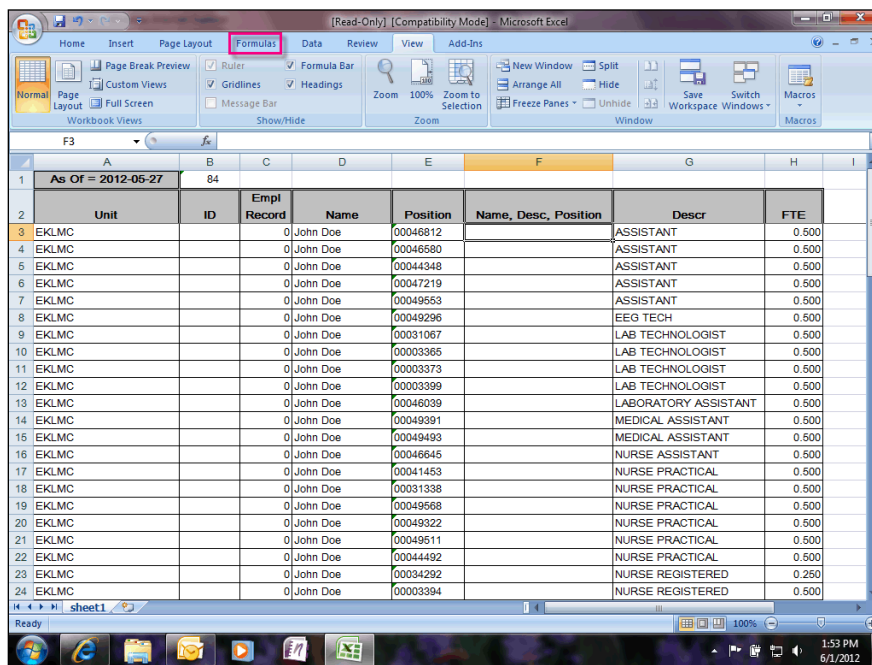 [Read-Only] [Compatibility Mode] - Microsoft Excel
Home Insert Page Layout Formulas Data Review View Add-Ins
Normal Page Layout Page Break Preview Custom Views Full Screen
Ruler Formula Bar
Gridlines Headings
Message Bar
Zoom 100% Zoom to Selection
New Window Split
Arrange All Hide
Freeze Panes Unhide
Save Workspace Switch Windows Macros
Workbook Views Show/Hide Zoom Window Macros
F3 fx
A B C D E F G H I
1 As Of = 2012-05-27 84
2 Unit ID Empl Record Name Position Name, Desc, Position Descr FTE
3 EKLMC 0 John Doe 00046812 ASSISTANT 0.500
4 EKLMC 0 John Doe 00046580 ASSISTANT 0.500
5 EKLMC 0 John Doe 00044348 ASSISTANT 0.500
6 EKLMC 0 John Doe 00047219 ASSISTANT 0.500
7 EKLMC 0 John Doe 00049553 ASSISTANT 0.500
8 EKLMC 0 John Doe 00049296 EEG TECH 0.500
9 EKLMC 0 John Doe 00031067 LAB TECHNOLOGIST 0.500
10 EKLMC 0 John Doe 00003365 LAB TECHNOLOGIST 0.500
11 EKLMC 0 John Doe 00003373 LAB TECHNOLOGIST 0.500
12 EKLMC 0 John Doe 00003399 LAB TECHNOLOGIST 0.500
13 EKLMC 0 John Doe 00046039 LABORATORY ASSISTANT 0.500
14 EKLMC 0 John Doe 00049391 MEDICAL ASSISTANT 0.500
15 EKLMC 0 John Doe 00049493 MEDICAL ASSISTANT 0.500
16 EKLMC 0 John Doe 00046645 NURSE ASSISTANT 0.500
17 EKLMC 0 John Doe 00041453 NURSE PRACTICAL 0.500
18 EKLMC 0 John Doe 00031338 NURSE PRACTICAL 0.500
19 EKLMC 0 John Doe 00049568 NURSE PRACTICAL 0.500
20 EKLMC 0 John Doe 00049322 NURSE PRACTICAL 0.500
21 EKLMC 0 John Doe 00049511 NURSE PRACTICAL 0.500
22 EKLMC 0 John Doe 00044492 NURSE PRACTICAL 0.500
23 EKLMC 0 John Doe 00034292 NURSE REGISTERED 0.250
24 EKLMC 0 John Doe 00003394 NURSE REGISTERED 0.500
sheet1
Ready 100%
1:53 PM
6/1/2012